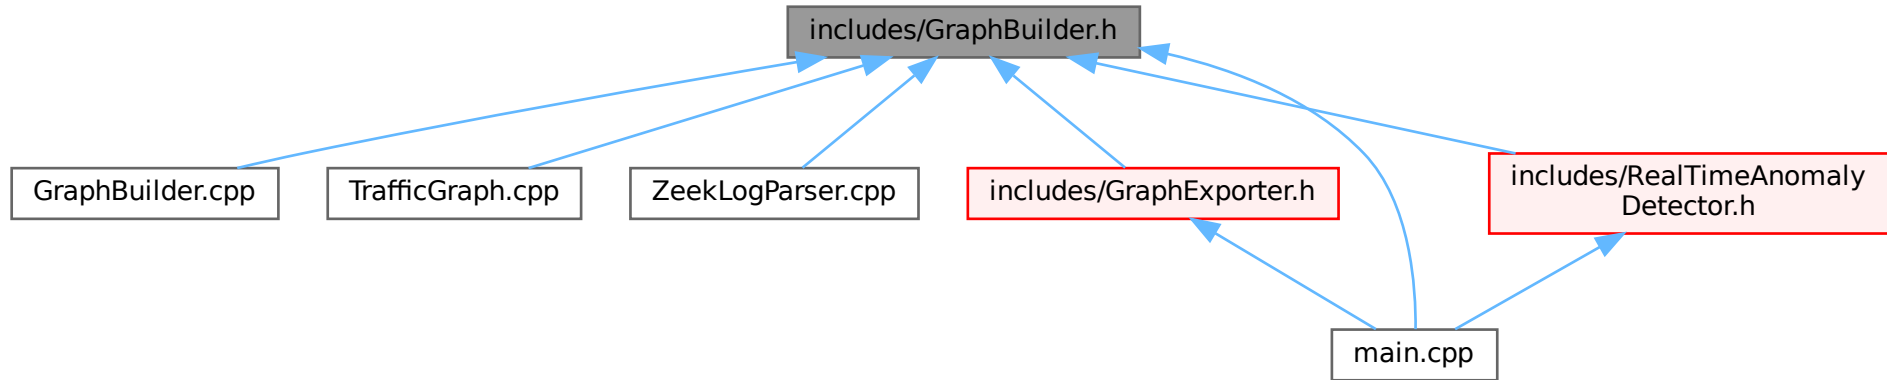 includes/GraphBuilder.h
GraphBuilder.cpp
TrafficGraph.cpp
ZeekLogParser.cpp
includes/GraphExporter.h
includes/RealTimeAnomaly
Detector.h
main.cpp